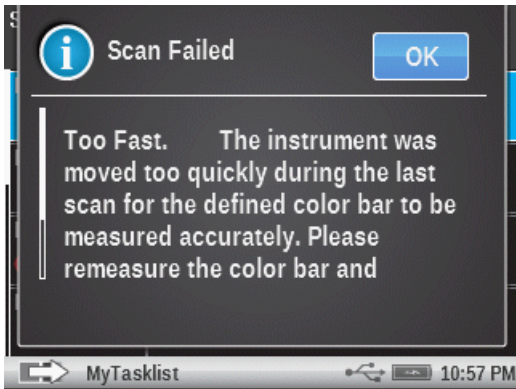 S
Scan Failed
OK
Too Fast. The instrument was
moved too quickly during the last
scan for the defined color bar to be
measured accurately. Please
remeasure the color bar and
MyTasklist
10:57 PM